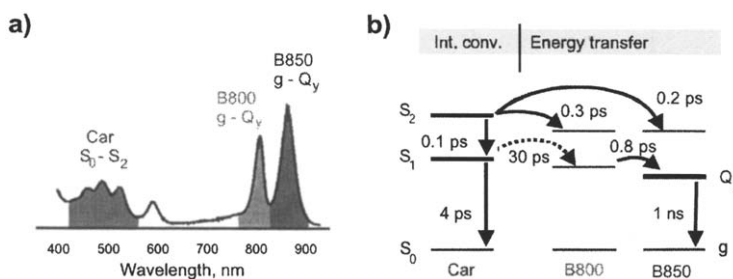 a)
B850
g - Qy
B800
g - Qy
Car
S0 - S2
400 500 600 700 800 900
Wavelength, nm
b)
Int. conv. Energy transfer
S2
0.3 ps
0.2 ps
0.1 ps
S1
30 ps
0.8 ps
Q
4 ps
1 ns
S0
g
Car B800 B850